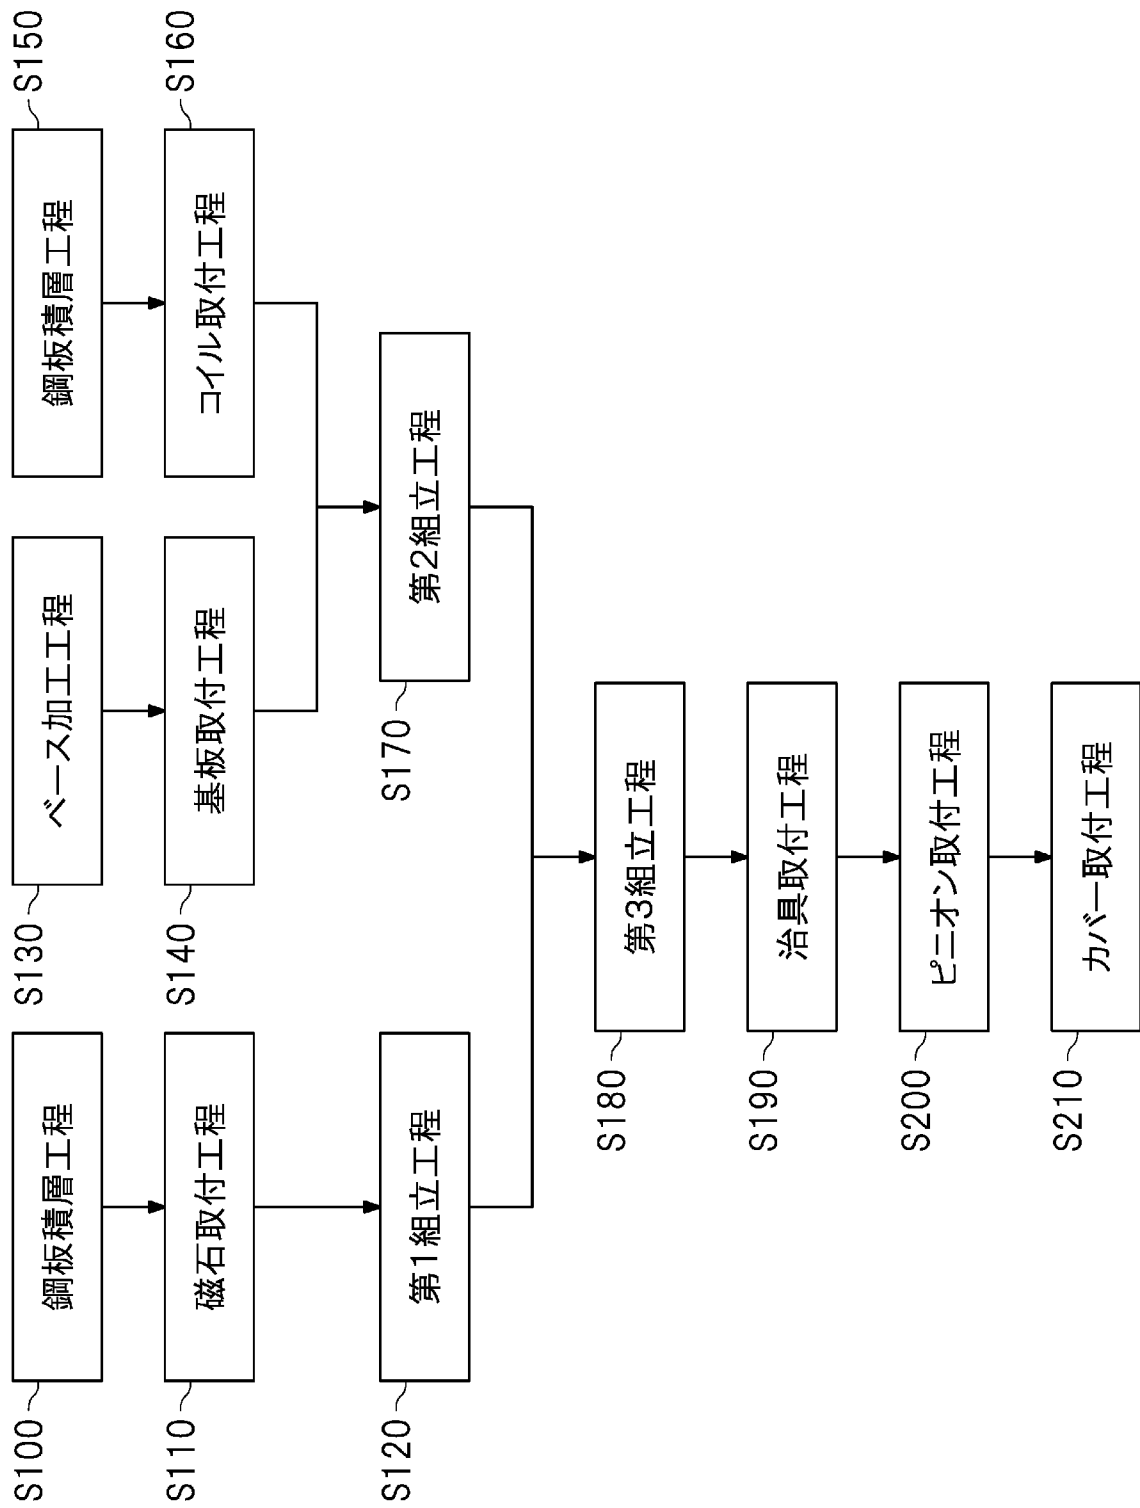 S100
鋼板積層工程
S110
磁石取付工程
S120
第1組立工程
S130
ベース加工工程
S140
基板取付工程
S150
鋼板積層工程
S160
コイル取付工程
S170
第2組立工程
S180
第3組立工程
S190
治具取付工程
S200
ピニオン取付工程
S210
カバー取付工程